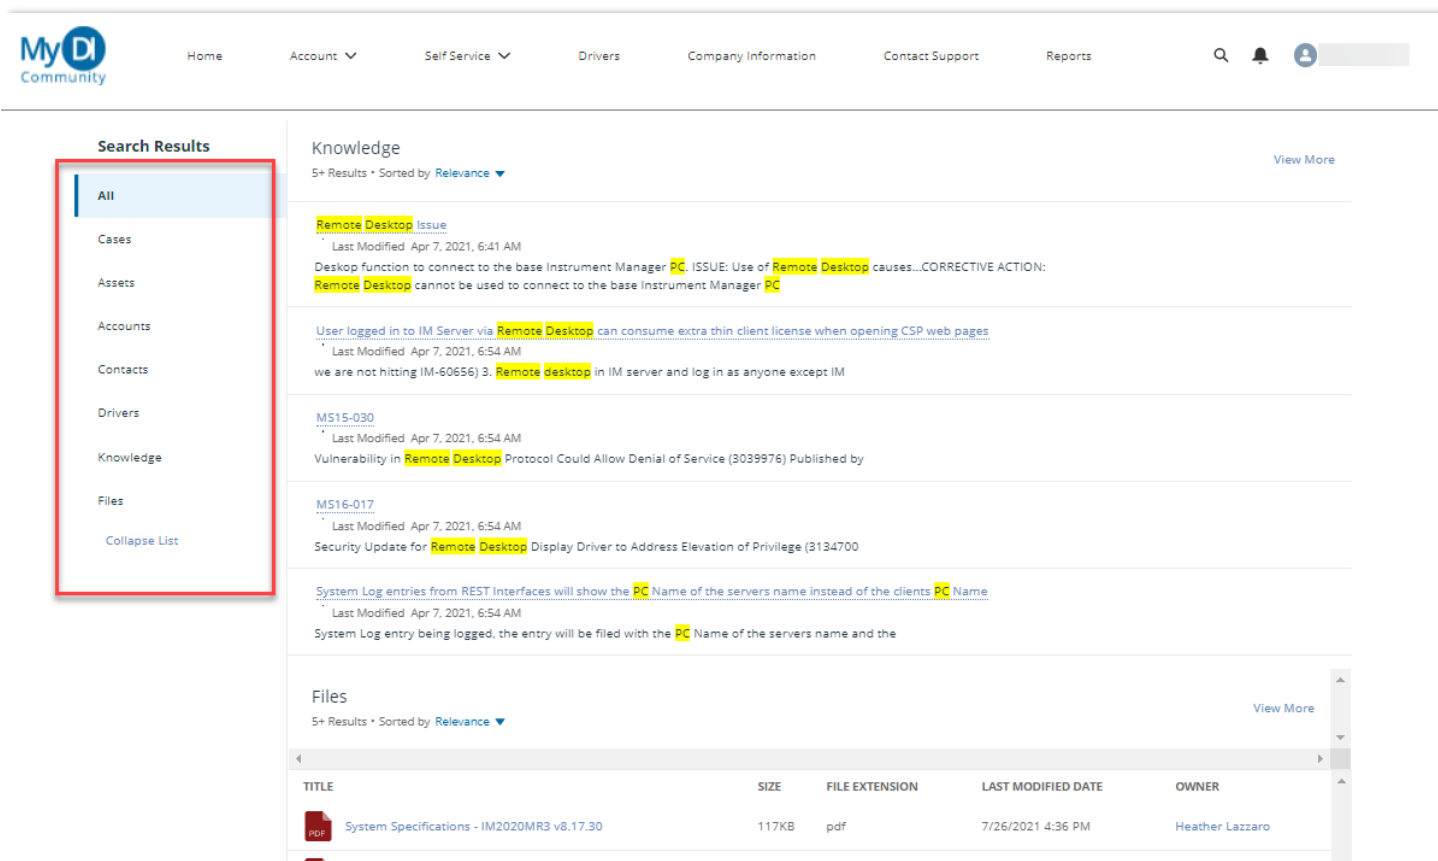 My DI
Community
Home
Account
Self Service
Drivers
Company Information
Contact Support
Reports
Search Results
All
Cases
Assets
Accounts
Contacts
Drivers
Knowledge
Files
Collapse List
Knowledge
5+ Results • Sorted by Relevance
View More
Remote Desktop Issue
Last Modified Apr 7, 2021, 6:41 AM
Deskop function to connect to the base Instrument Manager PC. ISSUE: Use of Remote Desktop causes...CORRECTIVE ACTION:
Remote Desktop cannot be used to connect to the base Instrument Manager PC
User logged in to IM Server via Remote Desktop can consume extra thin client license when opening CSP web pages
Last Modified Apr 7, 2021, 6:54 AM
we are not hitting IM-60656) 3. Remote desktop in IM server and log in as anyone except IM
MS15-030
Last Modified Apr 7, 2021, 6:54 AM
Vulnerability in Remote Desktop Protocol Could Allow Denial of Service (3039976) Published by
MS16-017
Last Modified Apr 7, 2021, 6:54 AM
Security Update for Remote Desktop Display Driver to Address Elevation of Privilege (3134700
System Log entries from REST Interfaces will show the PC Name of the servers name instead of the clients PC Name
Last Modified Apr 7, 2021, 6:54 AM
System Log entry being logged, the entry will be filed with the PC Name of the servers name and the
Files
5+ Results • Sorted by Relevance
View More
TITLE SIZE FILE EXTENSION LAST MODIFIED DATE OWNER
PDF System Specifications - IM2020MR3 v8.17.30 117KB pdf 7/26/2021 4:36 PM Heather Lazzaro